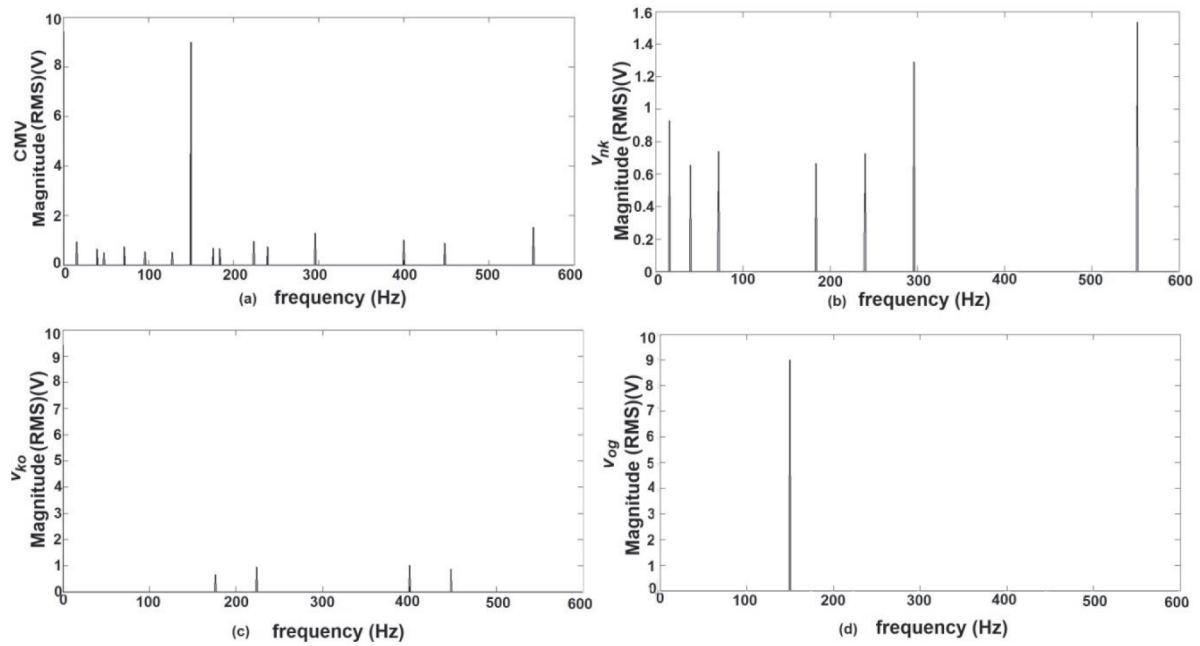 CMV
Magnitude (RMS)(V)
10
8
6
4
2
0
0 100 200 300 400 500 600
(a) frequency (Hz)
v_nk
Magnitude (RMS)(V)
1.6
1.4
1.2
1
0.8
0.6
0.4
0.2
0
0 100 200 300 400 500 600
(b) frequency (Hz)
v_ko
Magnitude (RMS)(V)
10
9
8
7
6
5
4
3
2
1
0
0 100 200 300 400 500 600
(c) frequency (Hz)
v_og
Magnitude (RMS)(V)
10
9
8
7
6
5
4
3
2
1
0
0 100 200 300 400 500 600
(d) frequency (Hz)